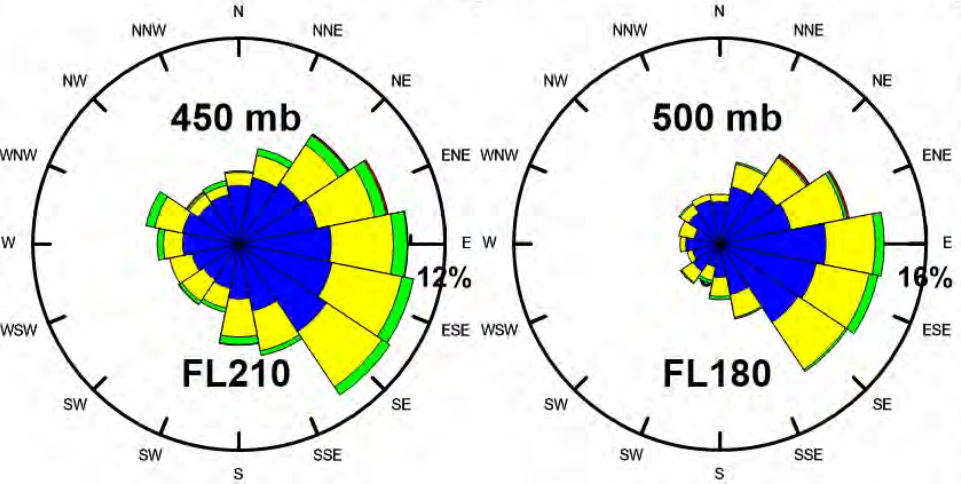 N
NNW
NNE
NW
NE
450 mb
WNW
ENE
W
E
12%
WSW
ESE
FL210
SW
SE
SW
SSE
S
N
NNW
NNE
NW
NE
500 mb
WNW
ENE
W
E
16%
WSW
ESE
FL180
SW
SE
SW
SSE
S